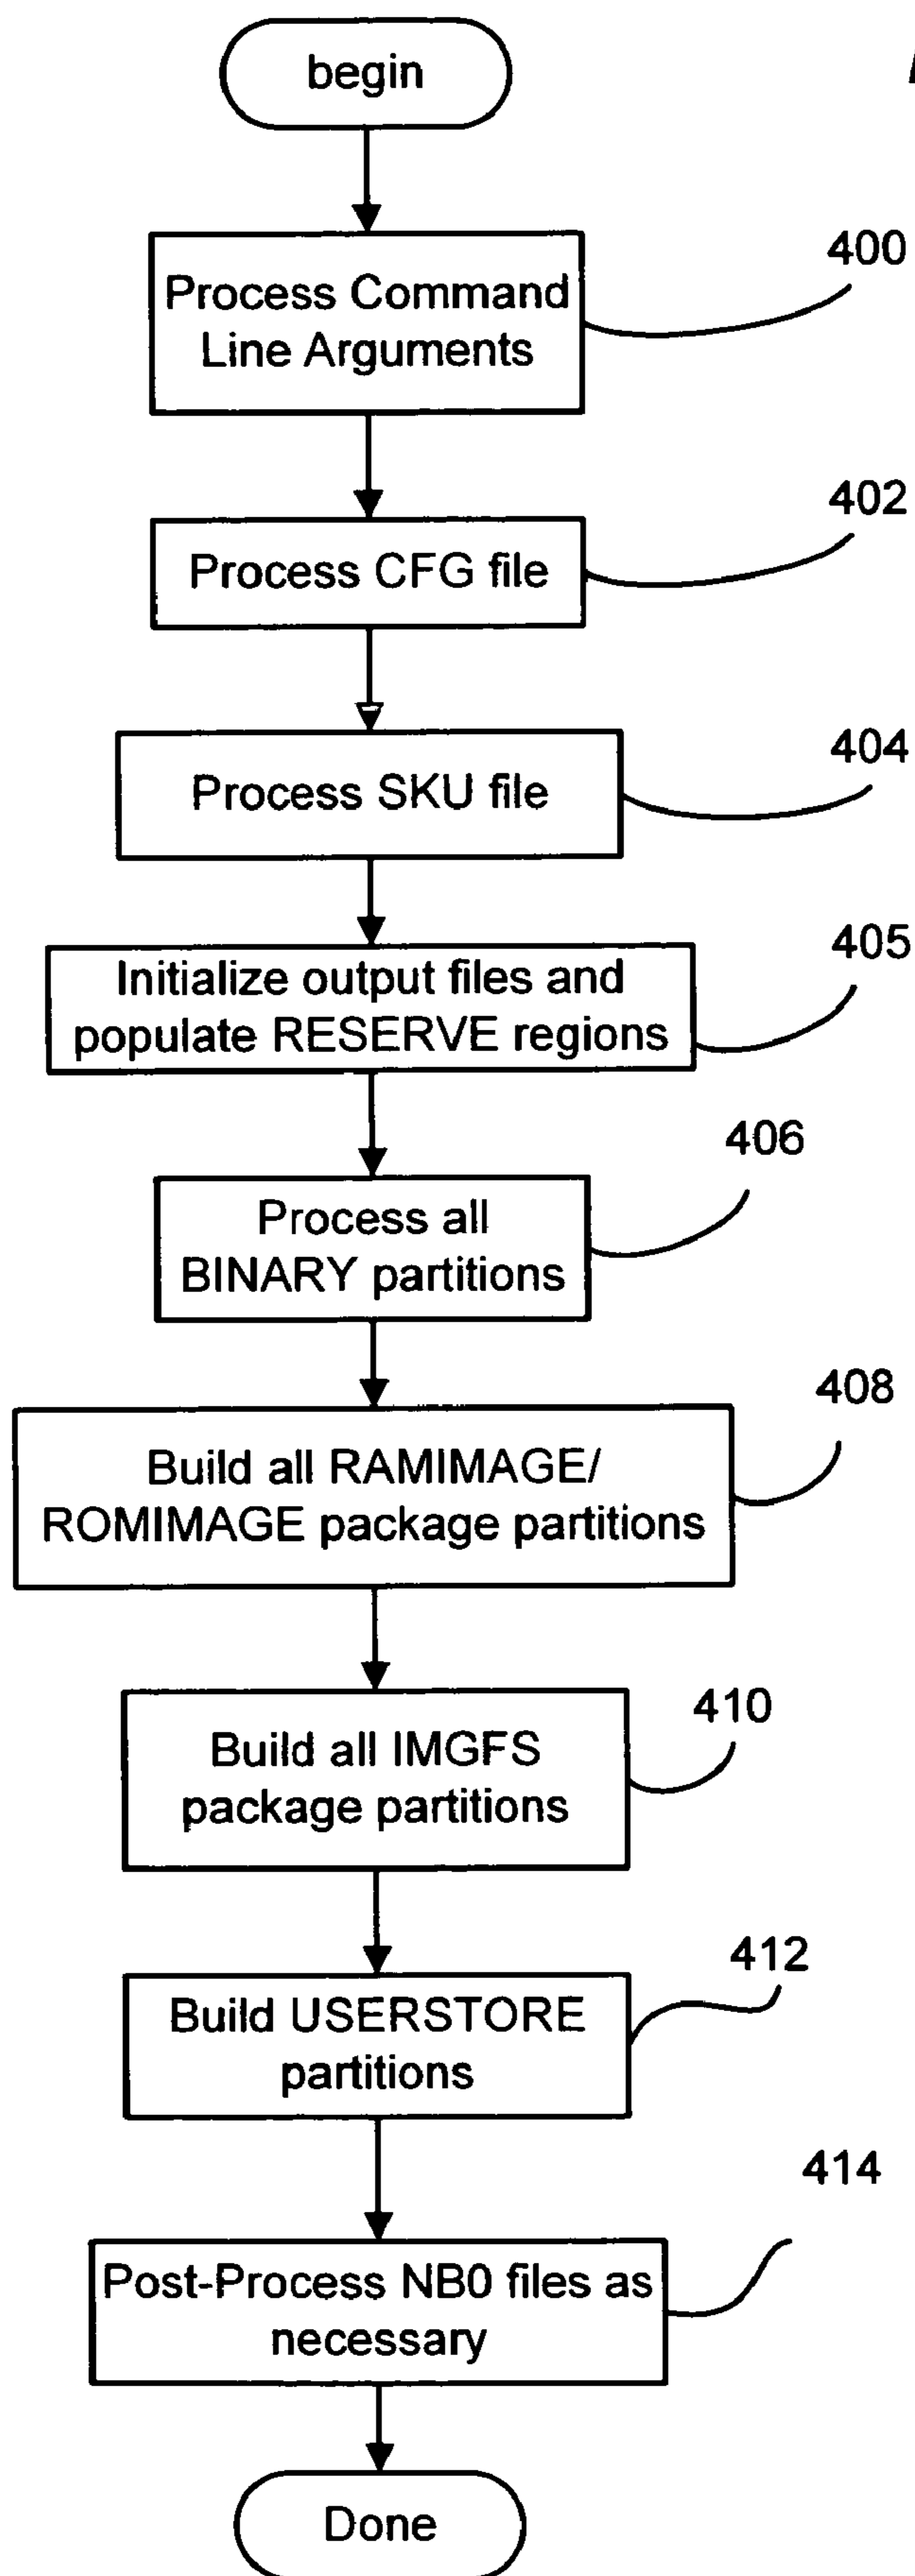 begin
400
Process Command
Line Arguments
402
Process CFG file
404
Process SKU file
405
Initialize output files and
populate RESERVE regions
406
Process all
BINARY partitions
408
Build all RAMIMAGE/
ROMIMAGE package partitions
410
Build all IMGFS
package partitions
412
Build USERSTORE
partitions
414
Post-Process NB0 files as
necessary
Done